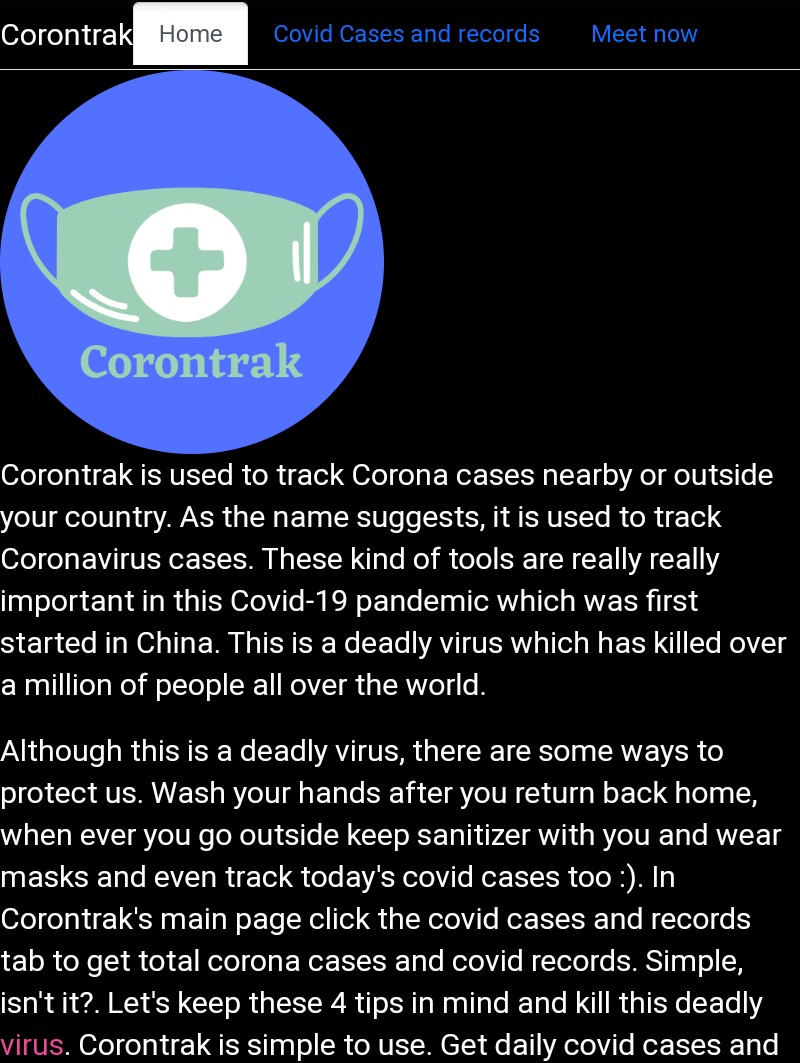 Corontrak Home Covid Cases and records Meet now
Corontrak
Corontrak is used to track Corona cases nearby or outside
your country. As the name suggests, it is used to track
Coronavirus cases. These kind of tools are really really
important in this Covid-19 pandemic which was first
started in China. This is a deadly virus which has killed over
a million of people all over the world.
Although this is a deadly virus, there are some ways to
protect us. Wash your hands after you return back home,
when ever you go outside keep sanitizer with you and wear
masks and even track today's covid cases too :). In
Corontrak's main page click the covid cases and records
tab to get total corona cases and covid records. Simple,
isn't it?. Let's keep these 4 tips in mind and kill this deadly
virus. Corontrak is simple to use. Get daily covid cases and